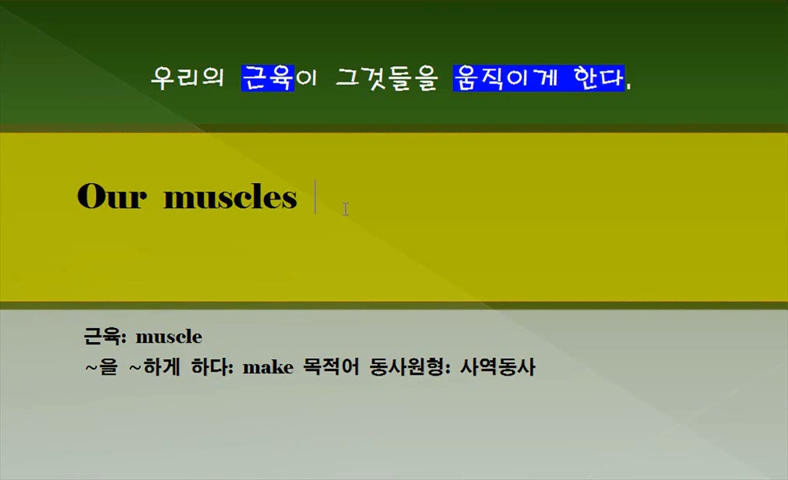 우리의 근육이 그것들을 움직이게 한다.
Our muscles
근육: muscle
~을 ~하게 하다: make 목적어 동사원형: 사역동사